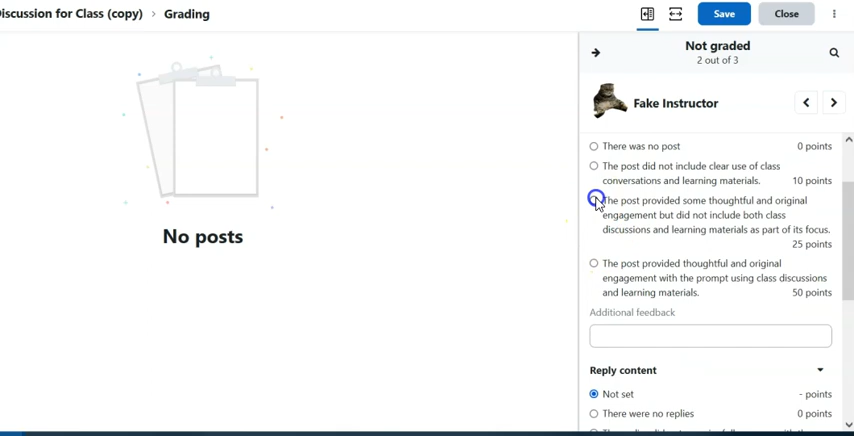 Discussion for Class (copy) > Grading
Save
Close
Not graded
2 out of 3
Fake Instructor
There was no post 0 points
The post did not include clear use of class
conversations and learning materials. 10 points
The post provided some thoughtful and original
engagement but did not include both class
discussions and learning materials as part of its focus.
25 points
The post provided thoughtful and original
engagement with the prompt using class discussions
and learning materials. 50 points
Additional feedback
Reply content
Not set - points
There were no replies 0 points
No posts